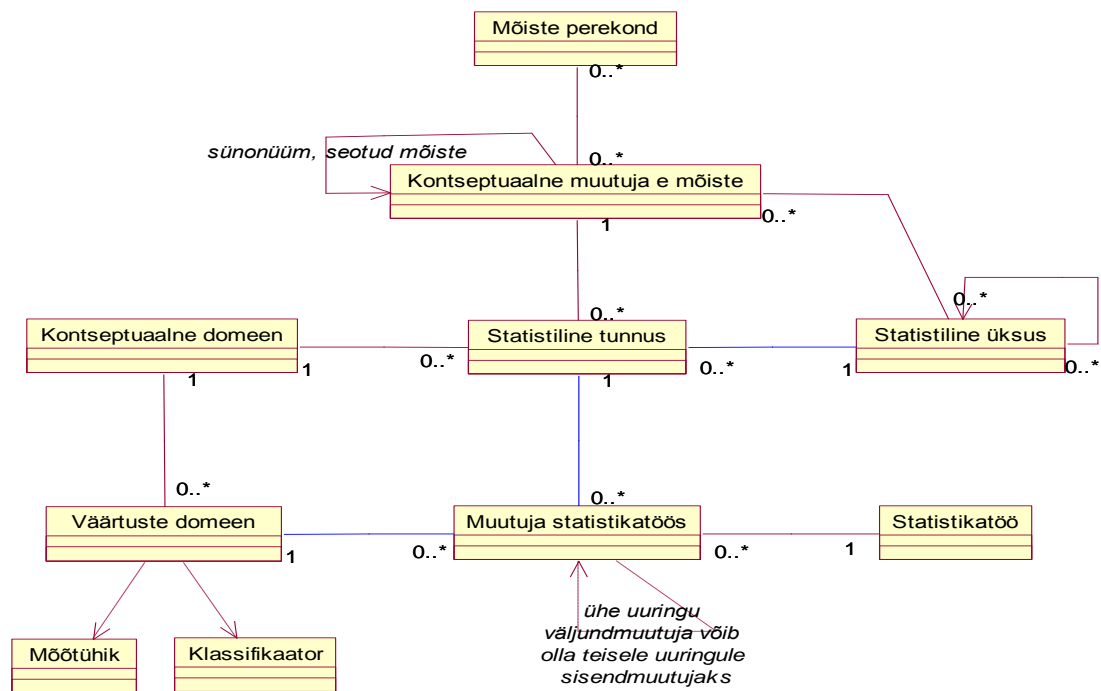 Mõiste perekond
0..*
sünonüüm, seotud mõiste
0..*
Kontseptuaalne muutuja e mõiste
1
0..*
0..*
0..*
Kontseptuaalne domeen
Statistiline tunnus
Statistiline üksus
1
1
0..*
1
0..*
1
0..*
0..*
0..*
Väärtuste domeen
Muutuja statistikatöös
Statistikatöö
1
0..*
0..*
1
ühe uuringu
väljundmuutuja võib
olla teisele uuringule
sisendmuutujaks
Mõõtühik
Klassifikaator